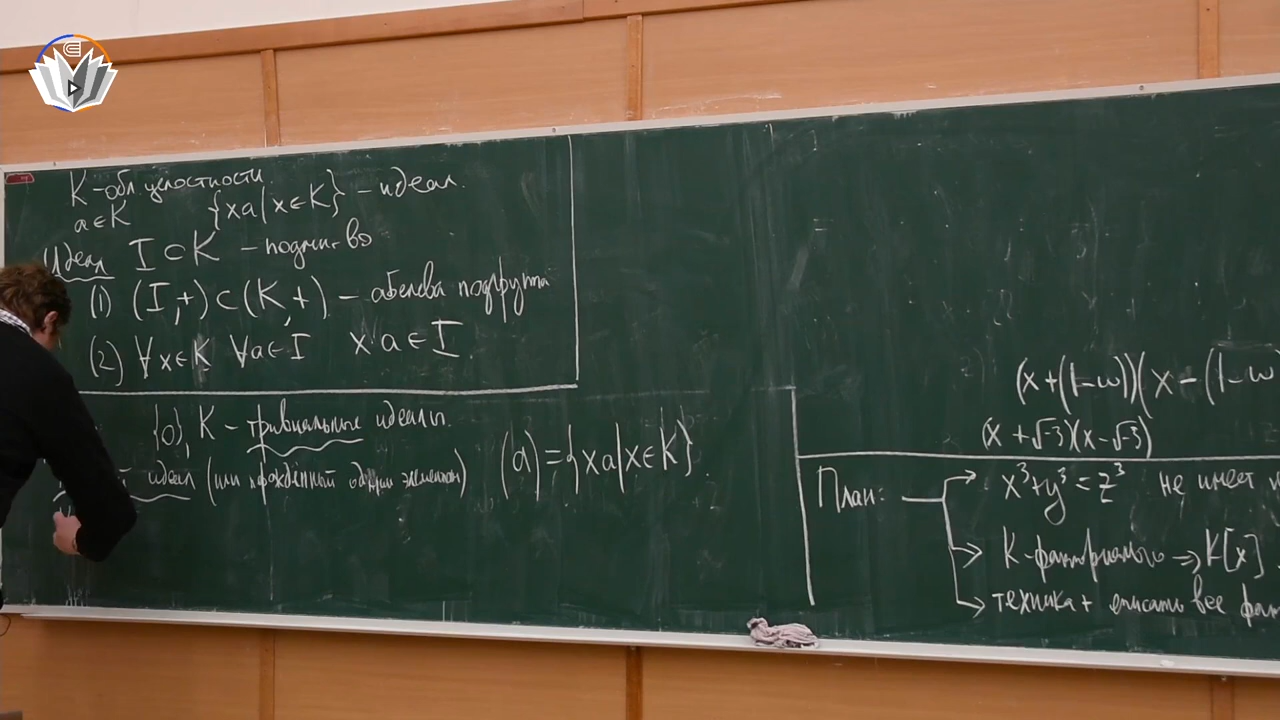 K - обл. целостности
a ∈ K {xa | x ∈ K} - идеал.
Идеал I ⊂ K - подмн-во
(1) (I,+) ⊂ (K,+) - абелева подгруппа
(2) ∀x∈K ∀a∈I x·a ∈ I
{0}, K - тривиальные идеалы.
идеал (или порождённый одним элементом) (a) = {xa | x ∈ K}.
(x + (1-ω))(x - (1-ω
(x + √-3)(x - √-3)
План: x³ + y³ = z³ не имеет
K - факториально ⇒ K[x]
техника + описать все